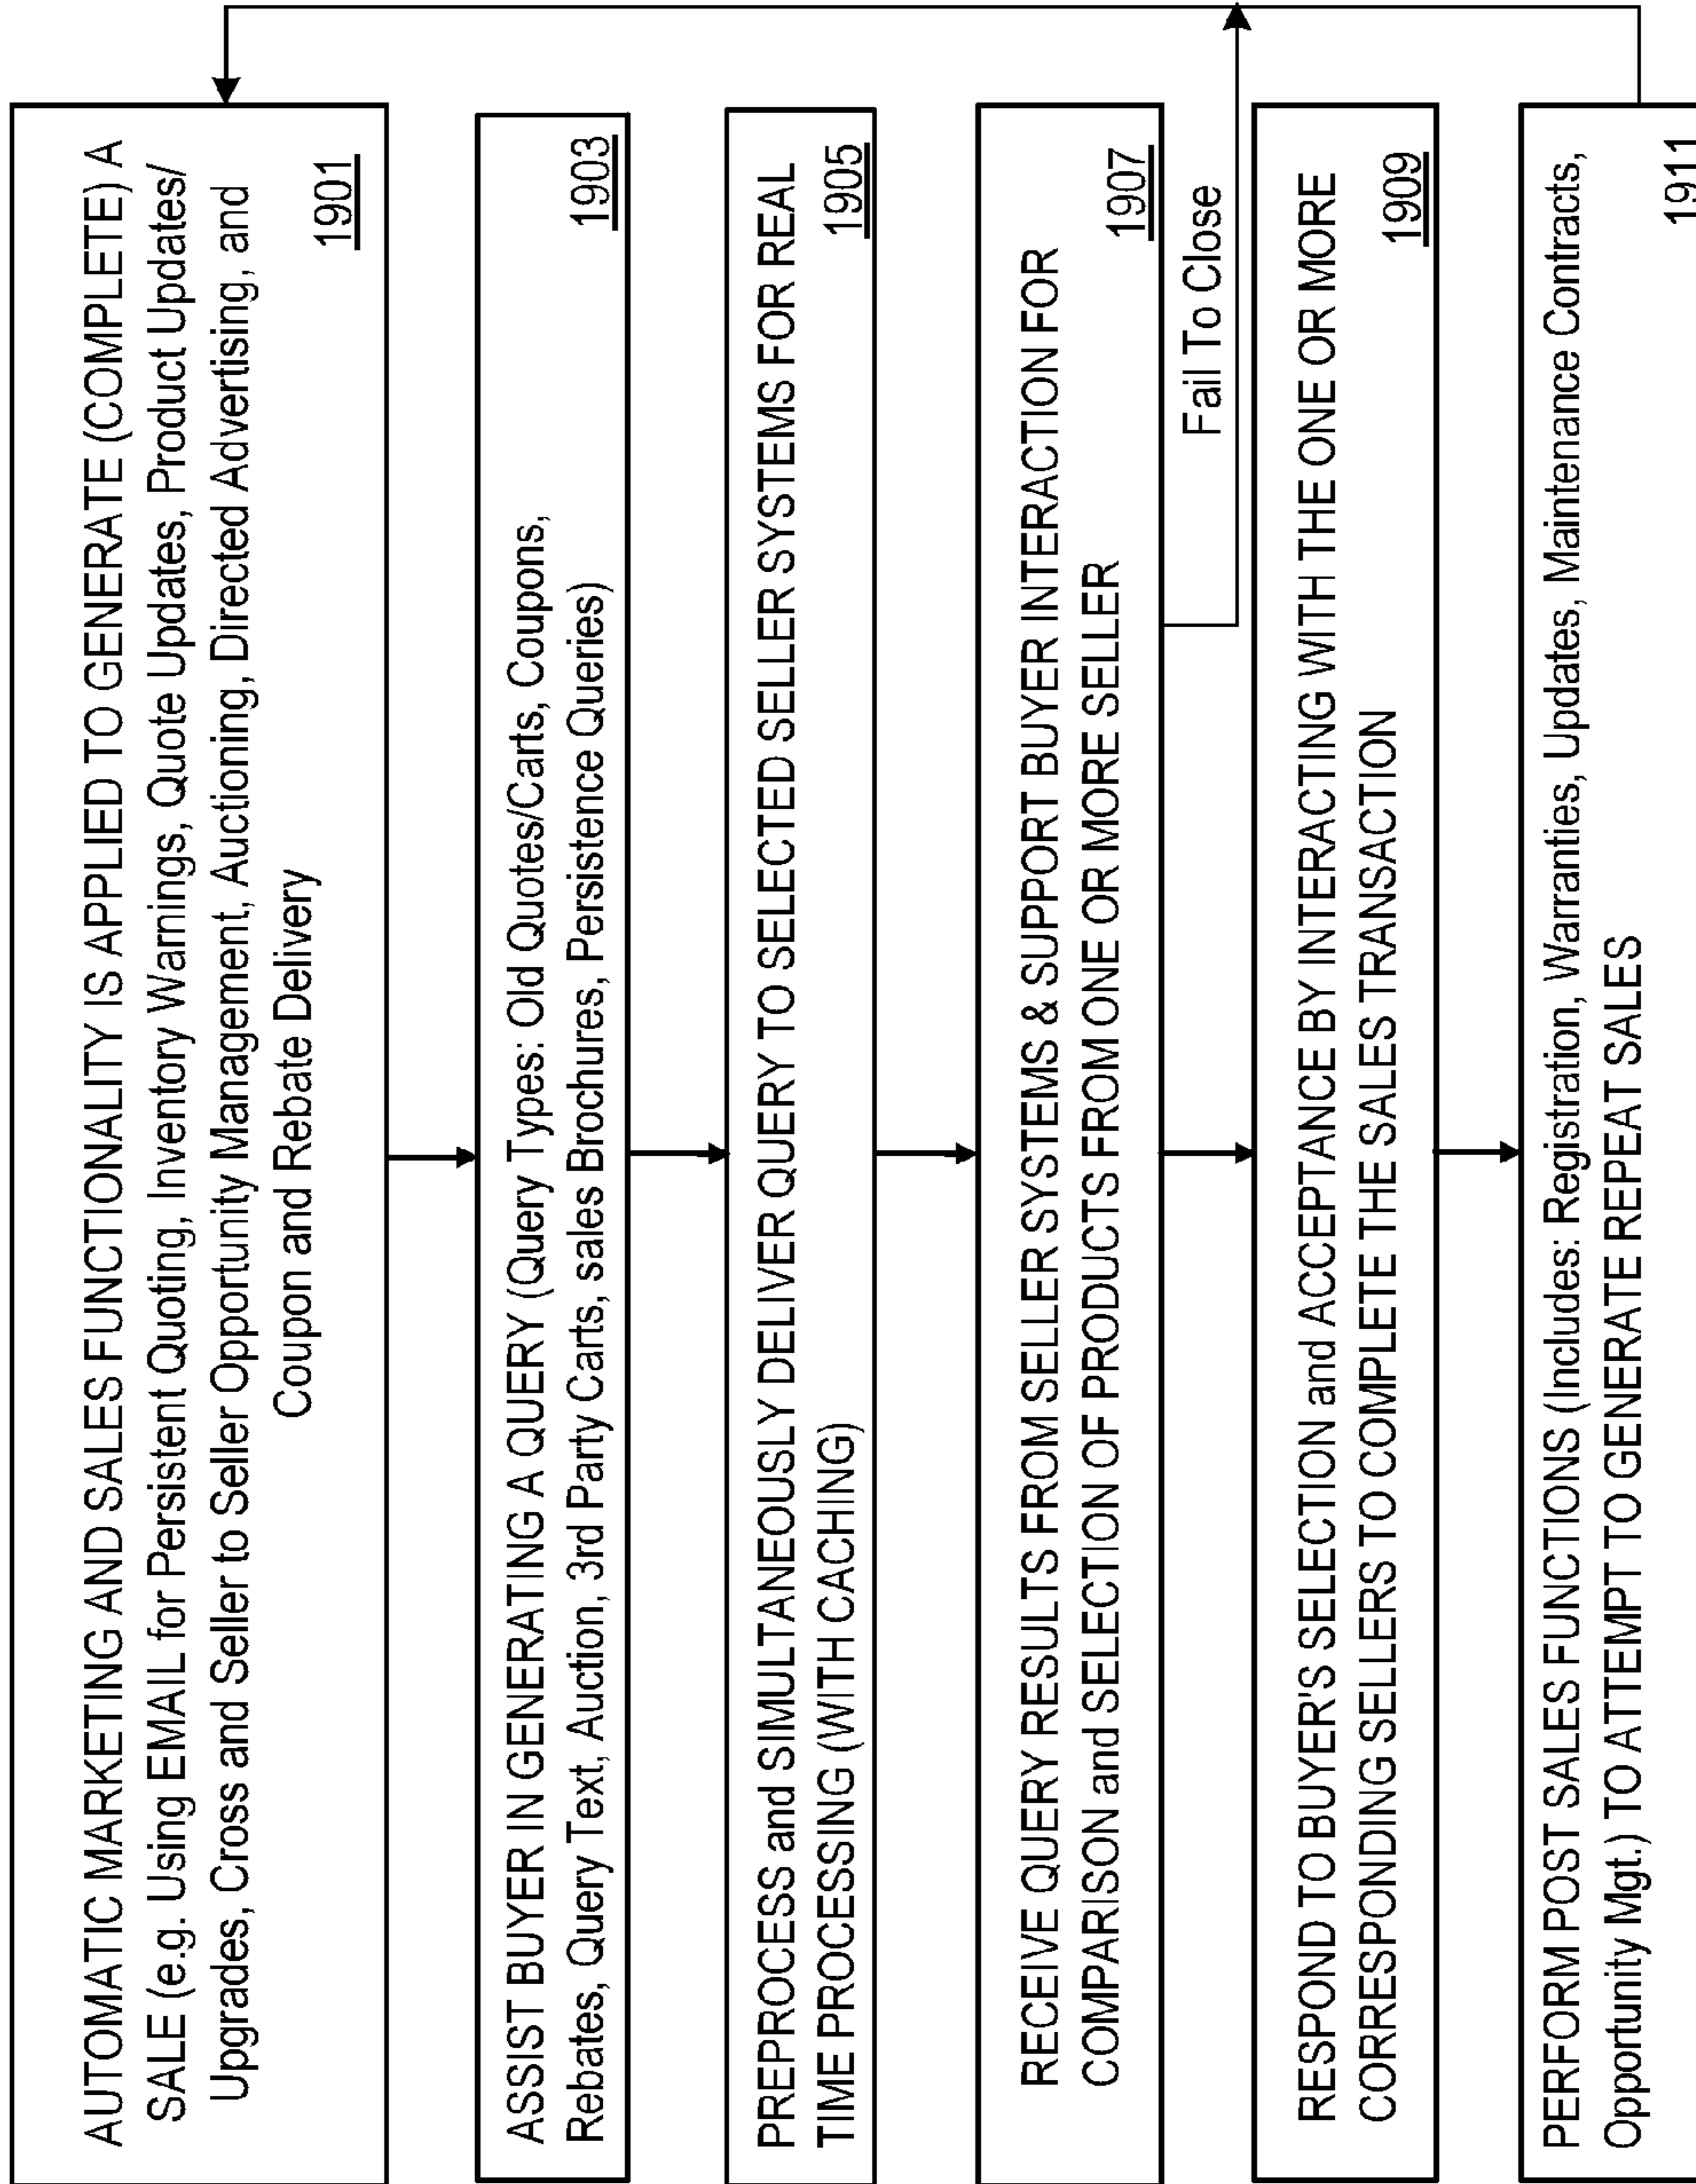 AUTOMATIC MARKETING AND SALES FUNCTIONALITY IS APPLIED TO GENERATE (COMPLETE) A
SALE (e.g. Using EMAIL for Persistent Quoting, Inventory Warnings, Quote Updates, Product Updates/
Upgrades, Cross and Seller to Seller Opportunity Management, Auctioning, Directed Advertising, and
Coupon and Rebate Delivery
1901
ASSIST BUYER IN GENERATING A QUERY (Query Types: Old Quotes/Carts, Coupons,
Rebates, Query Text, Auction, 3rd Party Carts, sales Brochures, Persistence Queries)
1903
PREPROCESS and SIMULTANEOUSLY DELIVER QUERY TO SELECTED SELLER SYSTEMS FOR REAL
TIME PROCESSING (WITH CACHING)
1905
RECEIVE QUERY RESULTS FROM SELLER SYSTEMS & SUPPORT BUYER INTERACTION FOR
COMPARISON and SELECTION OF PRODUCTS FROM ONE OR MORE SELLER
1907
Fail To Close
RESPOND TO BUYER'S SELECTION and ACCEPTANCE BY INTERACTING WITH THE ONE OR MORE
CORRESPONDING SELLERS TO COMPLETE THE SALES TRANSACTION
1909
PERFORM POST SALES FUNCTIONS (Includes: Registration, Warranties, Updates, Maintenance Contracts,
Opportunity Mgt.) TO ATTEMPT TO GENERATE REPEAT SALES
1911